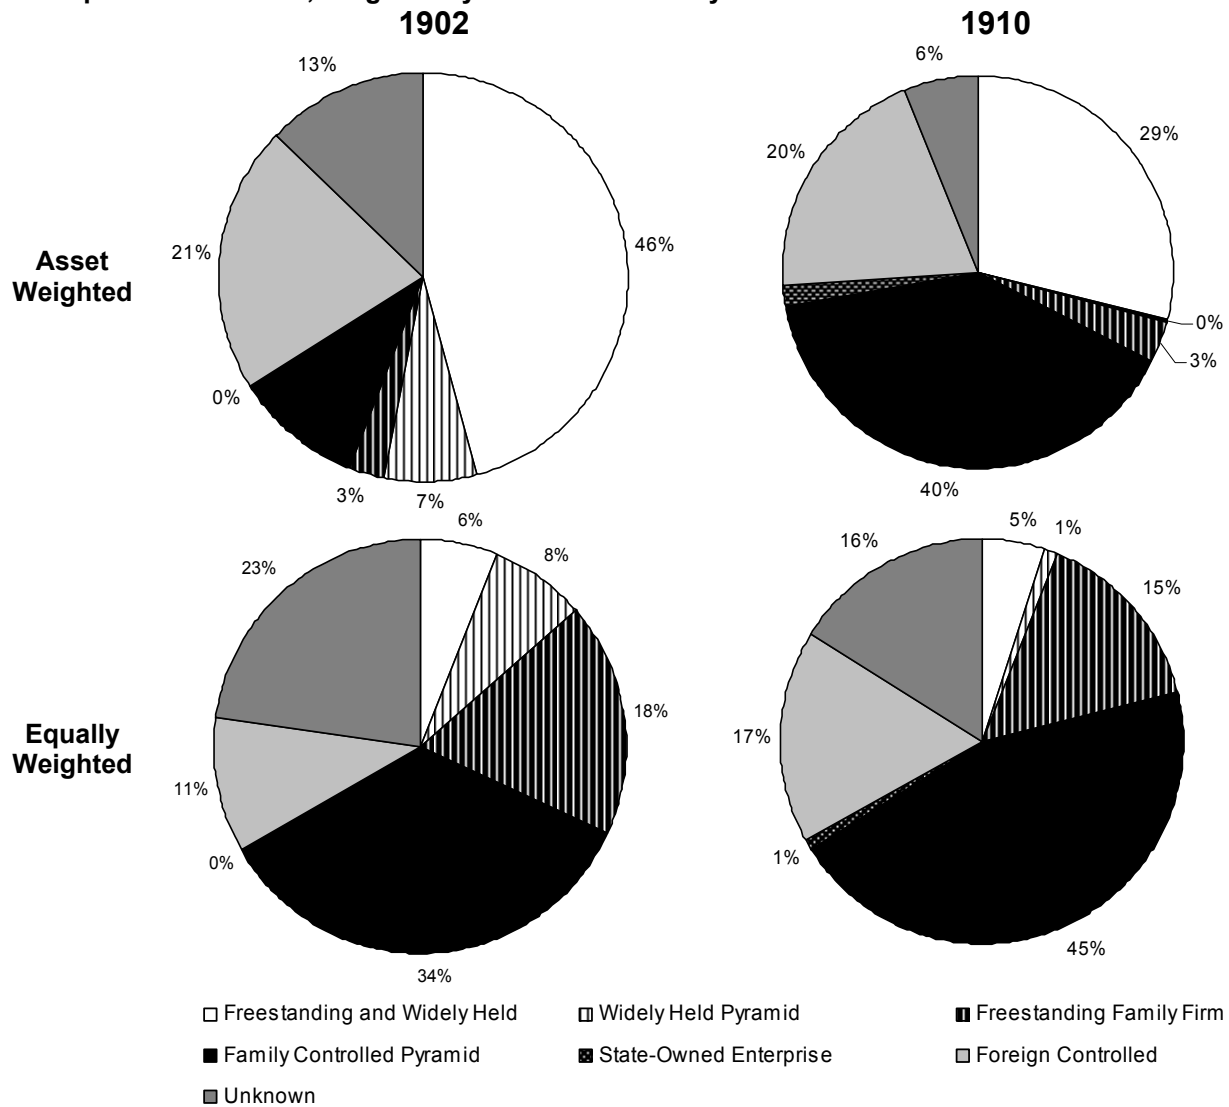 1902
1910
13%
46%
21%
0%
3%
7%
6%
29%
20%
0%
3%
40%
Asset
Weighted
6%
8%
23%
18%
11%
0%
34%
5%
1%
16%
15%
17%
1%
45%
Equally
Weighted
Freestanding and Widely Held
Widely Held Pyramid
Freestanding Family Firm
Family Controlled Pyramid
State-Owned Enterprise
Foreign Controlled
Unknown